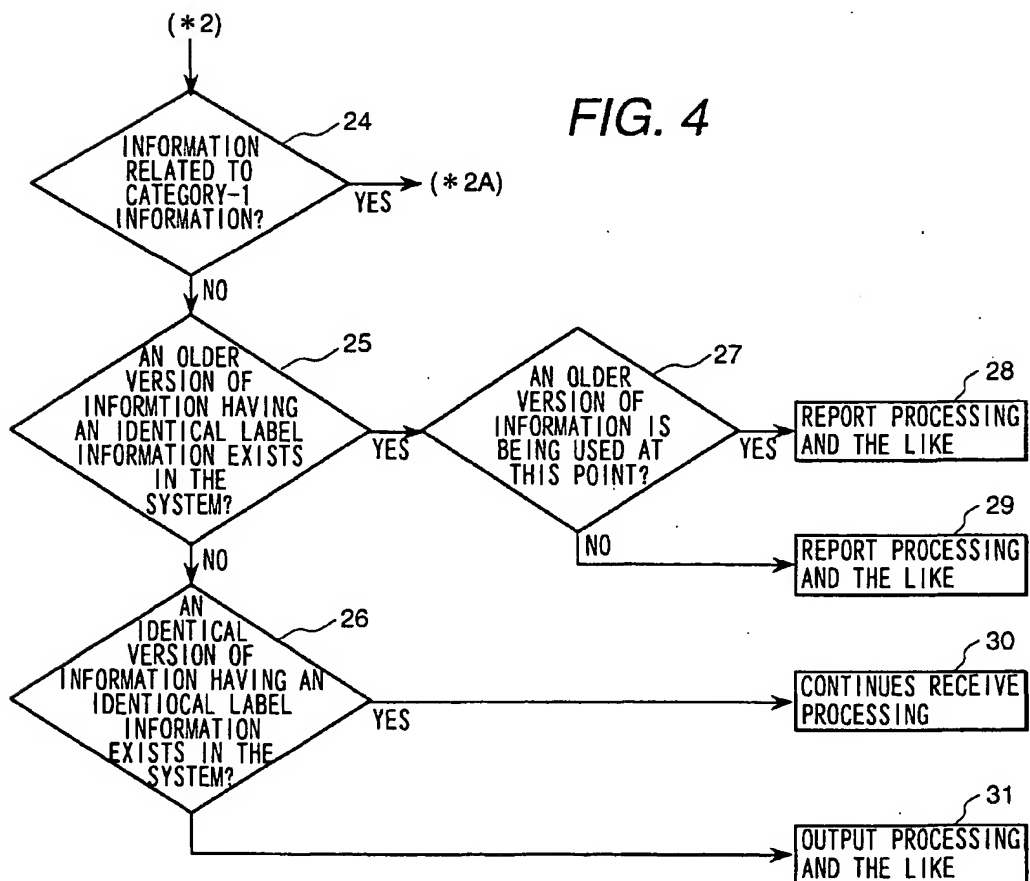 (*2)
FIG. 4
24
INFORMATION
RELATED TO
CATEGORY-1
INFORMATION?
YES
(*2A)
NO
25
AN OLDER
VERSION OF
INFORMTION HAVING
AN IDENTICAL LABEL
INFORMATION EXISTS
IN THE
SYSTEM?
YES
27
AN OLDER
VERSION OF
INFORMATION IS
BEING USED AT
THIS POINT?
YES
28
REPORT PROCESSING
AND THE LIKE
NO
29
REPORT PROCESSING
AND THE LIKE
NO
26
AN
IDENTICAL
VERSION OF
INFORMATION HAVING AN
IDENTIOCAL LABEL
INFORMATION
EXISTS IN THE
SYSTEM?
YES
30
CONTINUES RECEIVE
PROCESSING
31
OUTPUT PROCESSING
AND THE LIKE